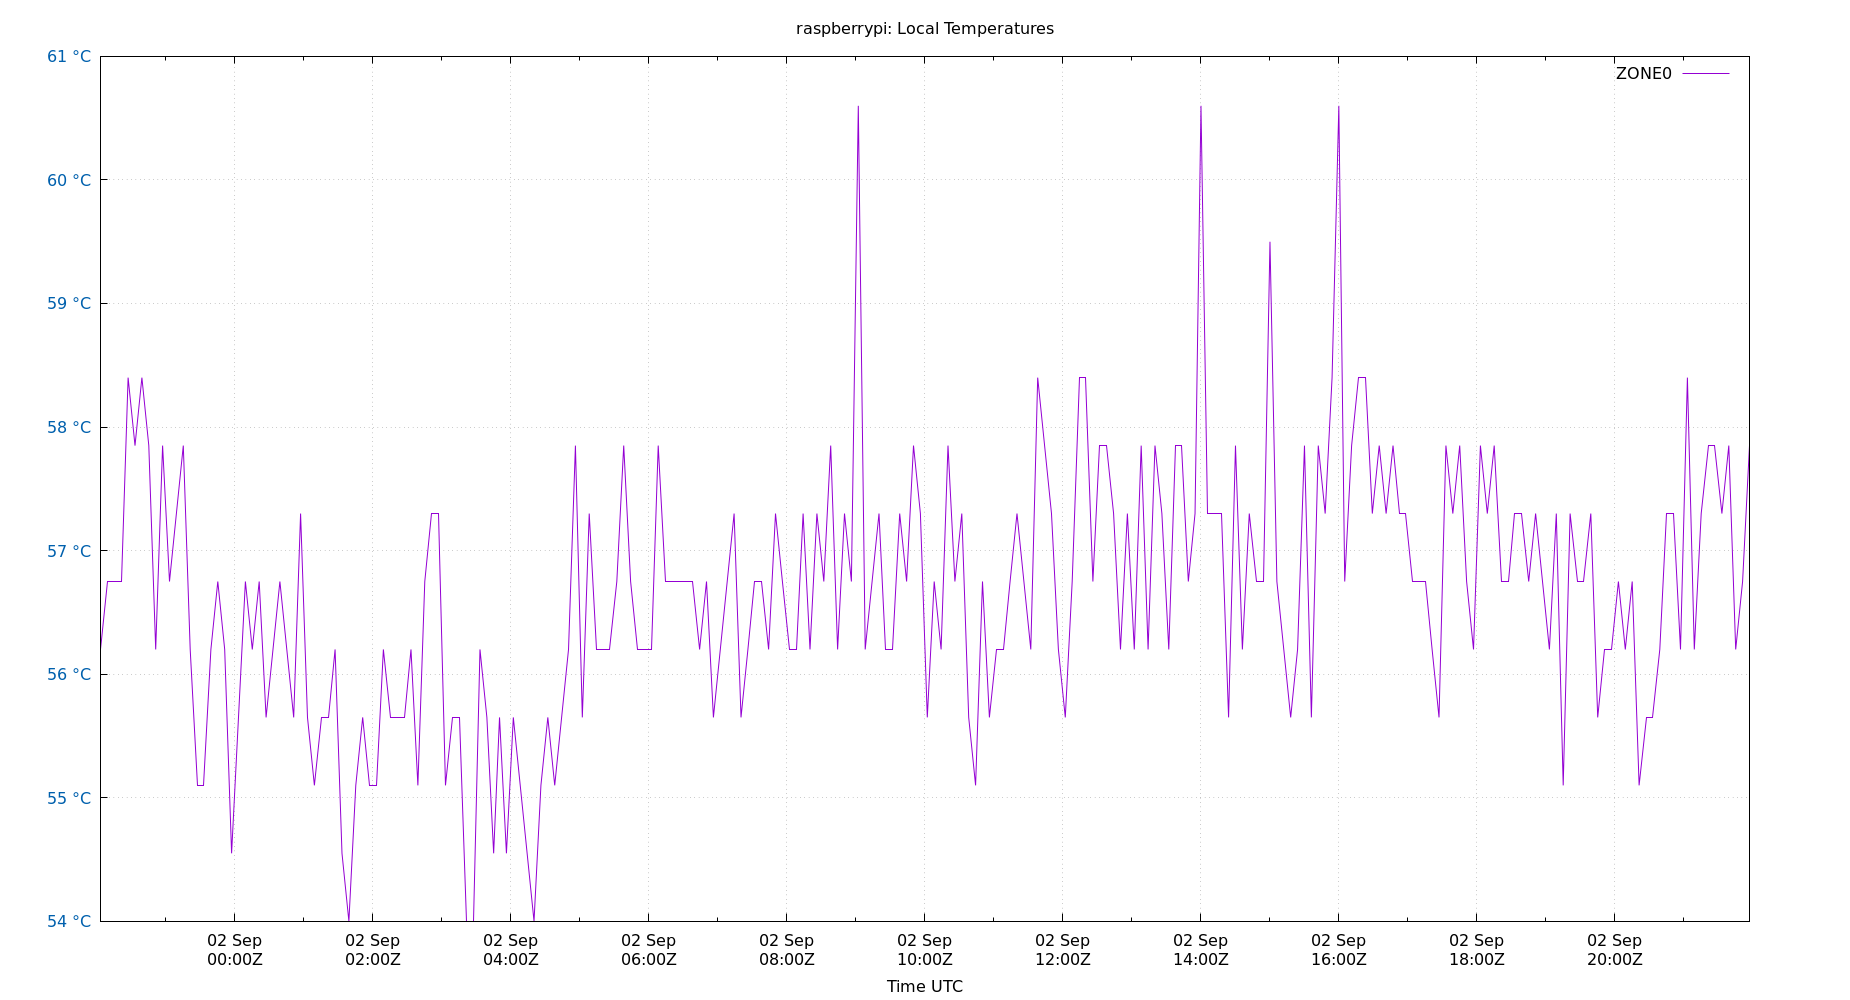 raspberrypi: Local Temperatures
61 °C
ZONE0
60 °C
59 °C
58 °C
57 °C
56 °C
55 °C
54 °C
02 Sep 02 Sep 02 Sep 02 Sep 02 Sep 02 Sep 02 Sep 02 Sep 02 Sep 02 Sep 02 Sep
00:00Z 02:00Z 04:00Z 06:00Z 08:00Z 10:00Z 12:00Z 14:00Z 16:00Z 18:00Z 20:00Z
Time UTC